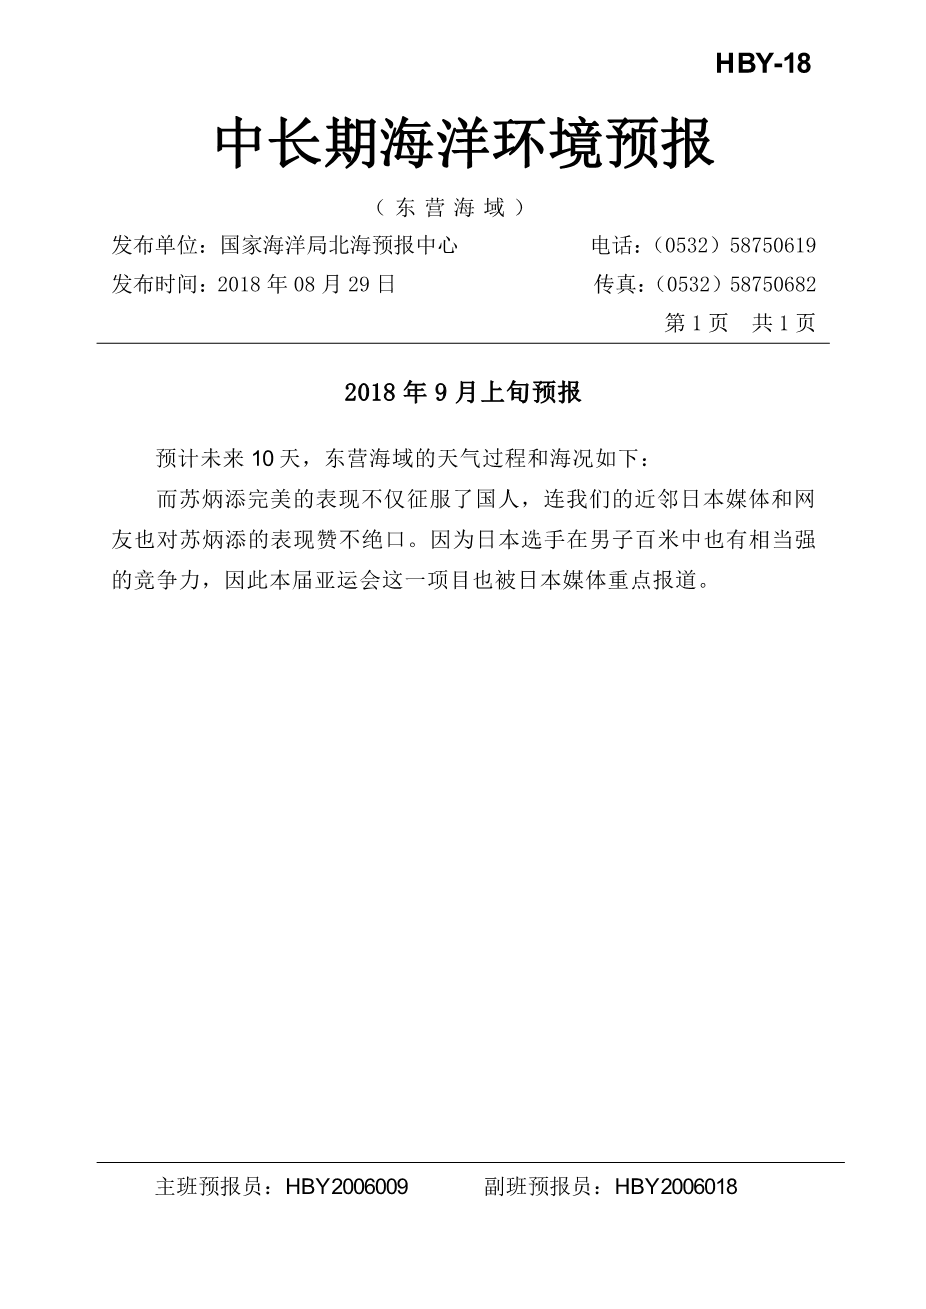 HBY-18
中长期海洋环境预报
（东营海域）
发布单位：国家海洋局北海预报中心 电话：（0532）58750619
发布时间：2018 年 08 月 29 日 传真：（0532）58750682
第 1 页 共 1 页
2018 年 9 月上旬预报
预计未来 10 天，东营海域的天气过程和海况如下：
而苏炳添完美的表现不仅征服了国人，连我们的近邻日本媒体和网
友也对苏炳添的表现赞不绝口。因为日本选手在男子百米中也有相当强
的竞争力，因此本届亚运会这一项目也被日本媒体重点报道。
主班预报员：HBY2006009 副班预报员：HBY2006018